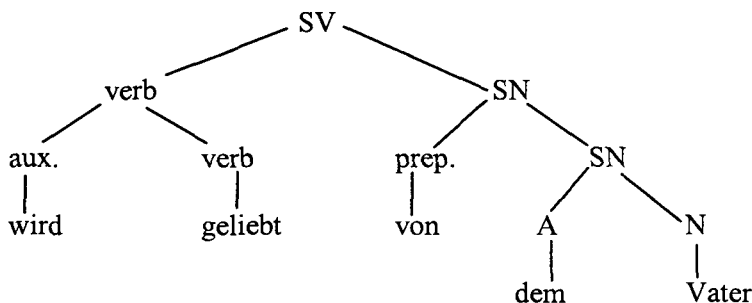 SV
verb SN
aux. verb prep. SN
wird geliebt von A N
dem Vater